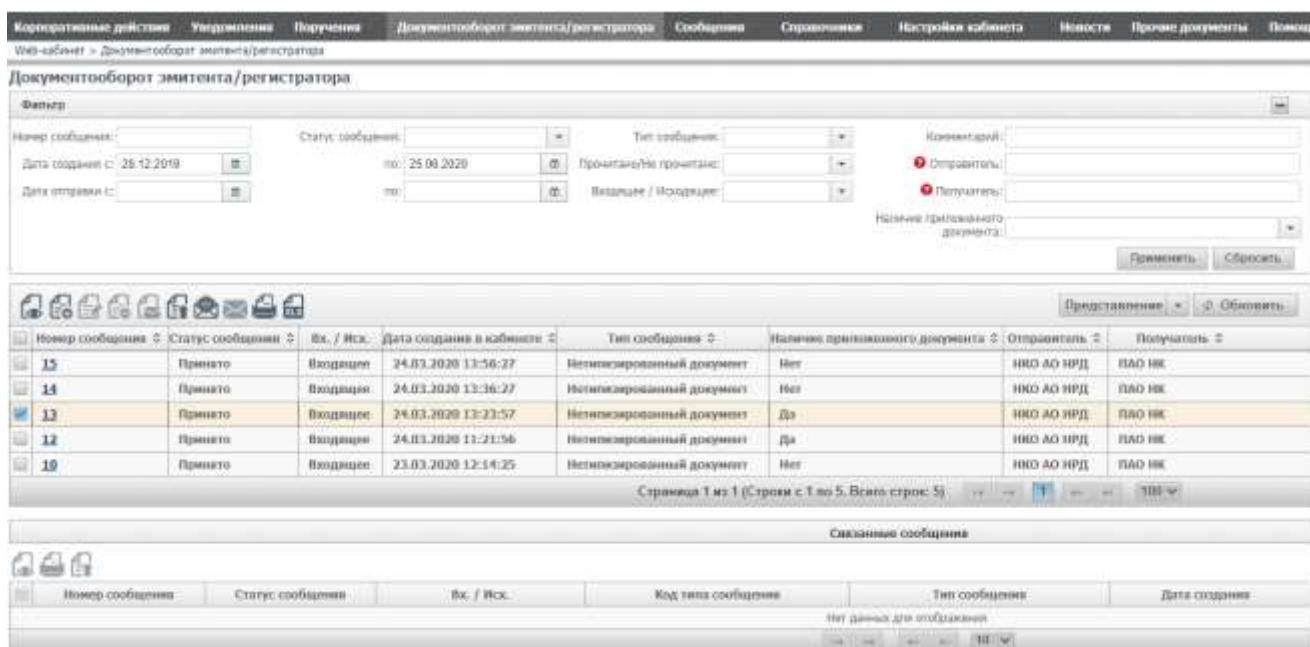 Корпоративные действия Уведомления Поручения Документооборот эмитента/регистратора Сообщения Справочники Настройки кабинета Новости Прочие документы Помощ
Web-кабинет > Документооборот эмитента/регистратора
Документооборот эмитента/регистратора
Фильтр
Номер сообщения: Статус сообщения: Тип сообщения: Комментарий:
Дата создания с: 26.12.2019 по: 25.08.2020 Прочитано/Не прочитано: Отправитель:
Дата отправки с: по: Входящее / Исходящее: Получатель:
Наличие приложенного документа:
Применить Сбросить
Представление Обновить
Номер сообщения Статус сообщения Вх. / Исх. Дата создания в кабинете Тип сообщения Наличие приложенного документа Отправитель Получатель
15 Принято Входящее 24.03.2020 13:56:27 Нетипизированный документ Нет НКО АО НРД ПАО НК
14 Принято Входящее 24.03.2020 13:36:27 Нетипизированный документ Нет НКО АО НРД ПАО НК
13 Принято Входящее 24.03.2020 13:23:57 Нетипизированный документ Да НКО АО НРД ПАО НК
12 Принято Входящее 24.03.2020 11:21:56 Нетипизированный документ Да НКО АО НРД ПАО НК
10 Принято Входящее 23.03.2020 12:14:25 Нетипизированный документ Нет НКО АО НРД ПАО НК
Страница 1 из 1 (Строки с 1 по 5. Всего строк: 5) 1 100
Связанные сообщения
Номер сообщения Статус сообщения Вх. / Исх. Код типа сообщения Тип сообщения Дата создания
Нет данных для отображения
10